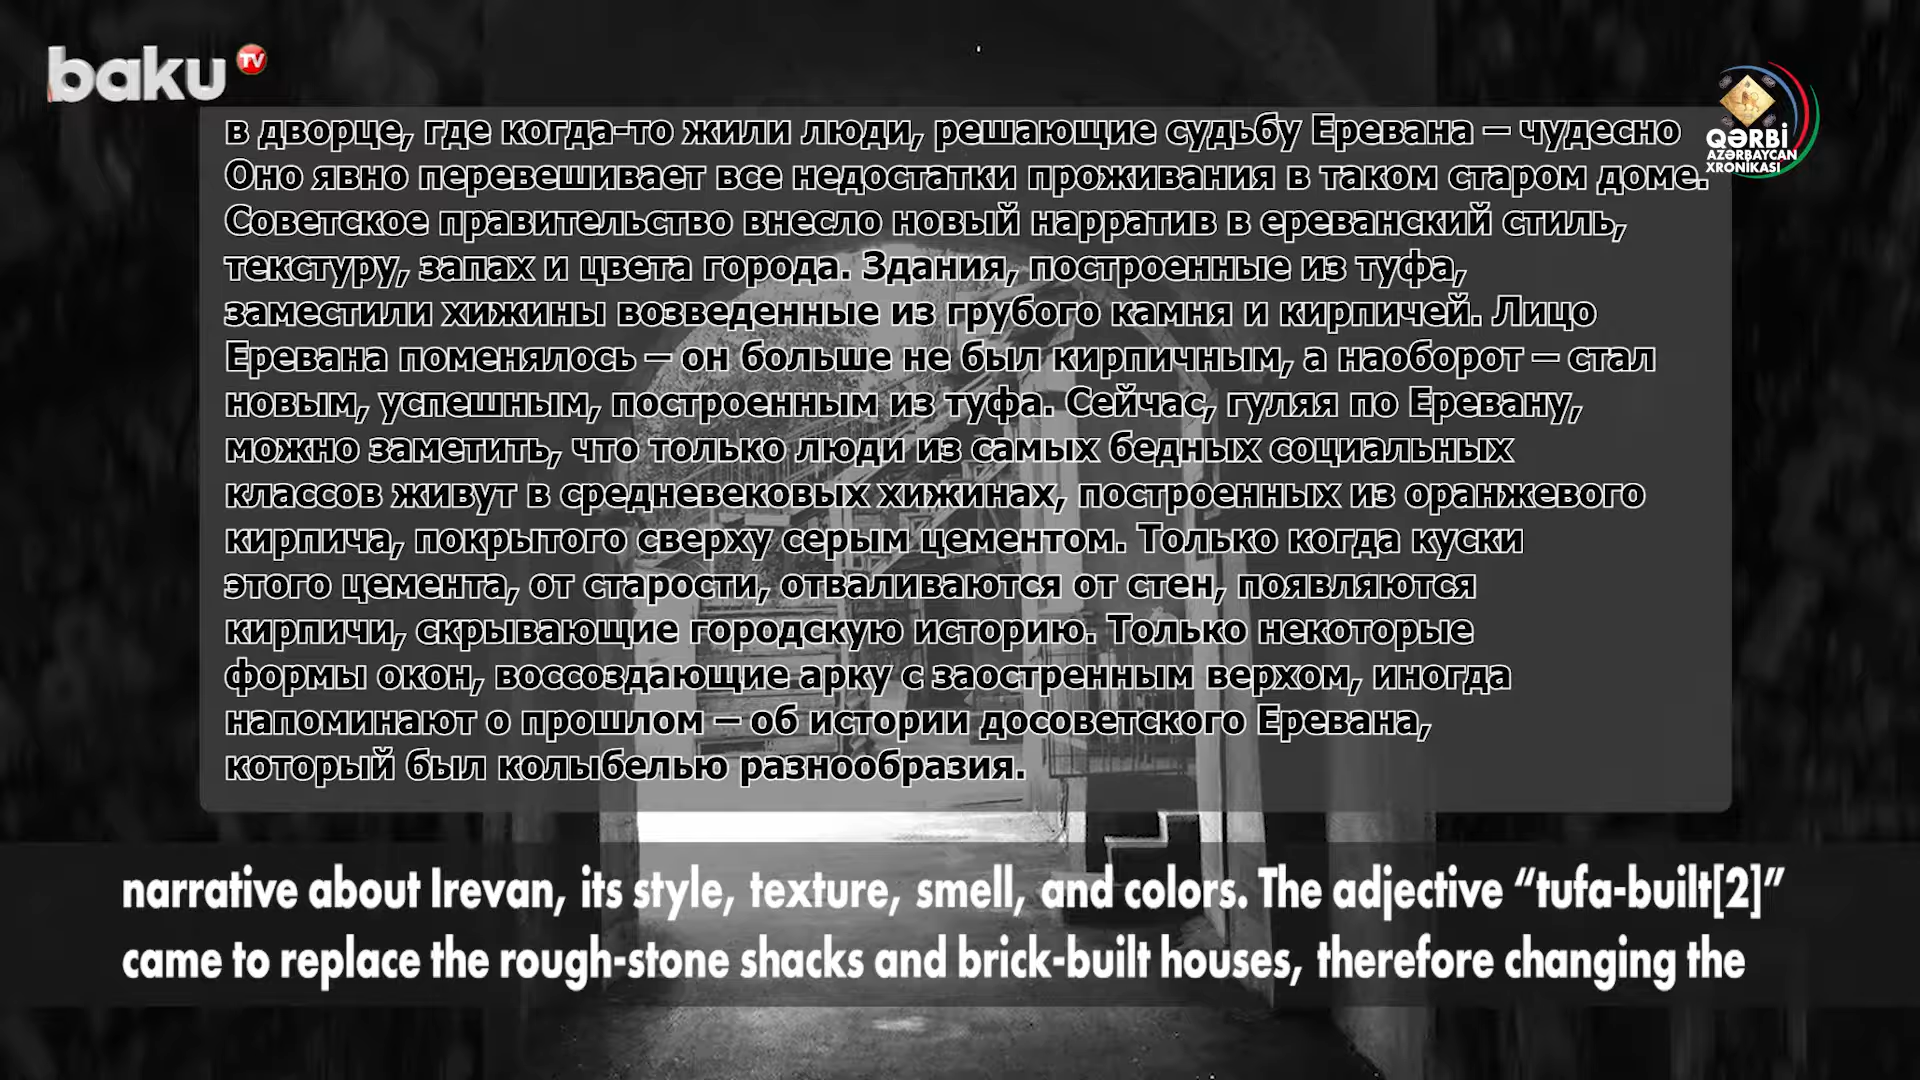 baku TV
QƏRBİ
AZƏRBAYCAN
XRONİKASI
в дворце, где когда-то жили люди, решающие судьбу Еревана – чудесно
Оно явно перевешивает все недостатки проживания в таком старом доме.
Советское правительство внесло новый нарратив в ереванский стиль,
текстуру, запах и цвета города. Здания, построенные из туфа,
заместили хижины возведенные из грубого камня и кирпичей. Лицо
Еревана поменялось – он больше не был кирпичным, а наоборот – стал
новым, успешным, построенным из туфа. Сейчас, гуляя по Еревану,
можно заметить, что только люди из самых бедных социальных
классов живут в средневековых хижинах, построенных из оранжевого
кирпича, покрытого сверху серым цементом. Только когда куски
этого цемента, от старости, отваливаются от стен, появляются
кирпичи, скрывающие городскую историю. Только некоторые
формы окон, воссоздающие арку с заостренным верхом, иногда
напоминают о прошлом – об истории досоветского Еревана,
который был колыбелью разнообразия.
narrative about Irevan, its style, texture, smell, and colors. The adjective “tufa-built[2]”
came to replace the rough-stone shacks and brick-built houses, therefore changing the